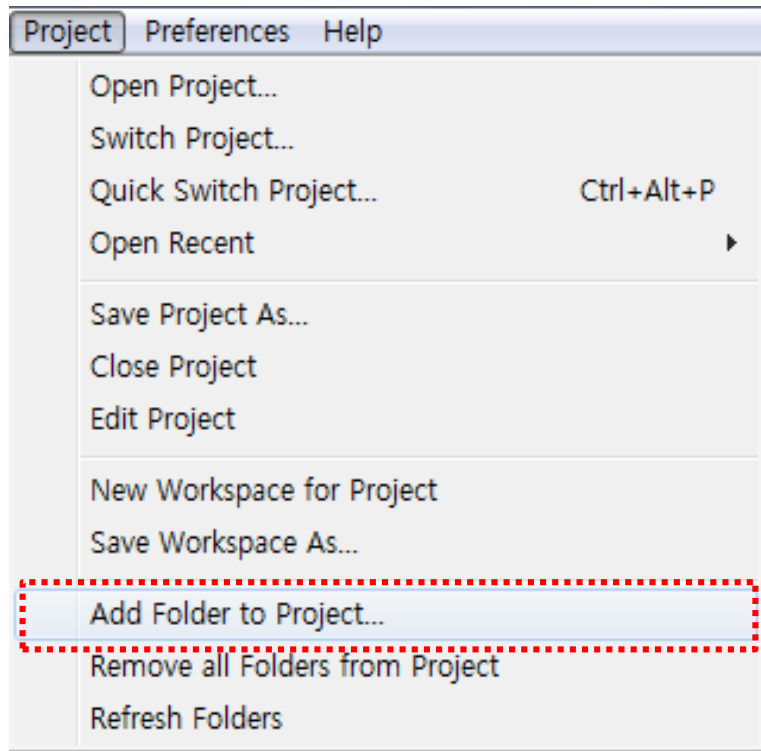 Project Preferences Help
Open Project...
Switch Project...
Quick Switch Project... Ctrl+Alt+P
Open Recent
Save Project As...
Close Project
Edit Project
New Workspace for Project
Save Workspace As...
Add Folder to Project...
Remove all Folders from Project
Refresh Folders